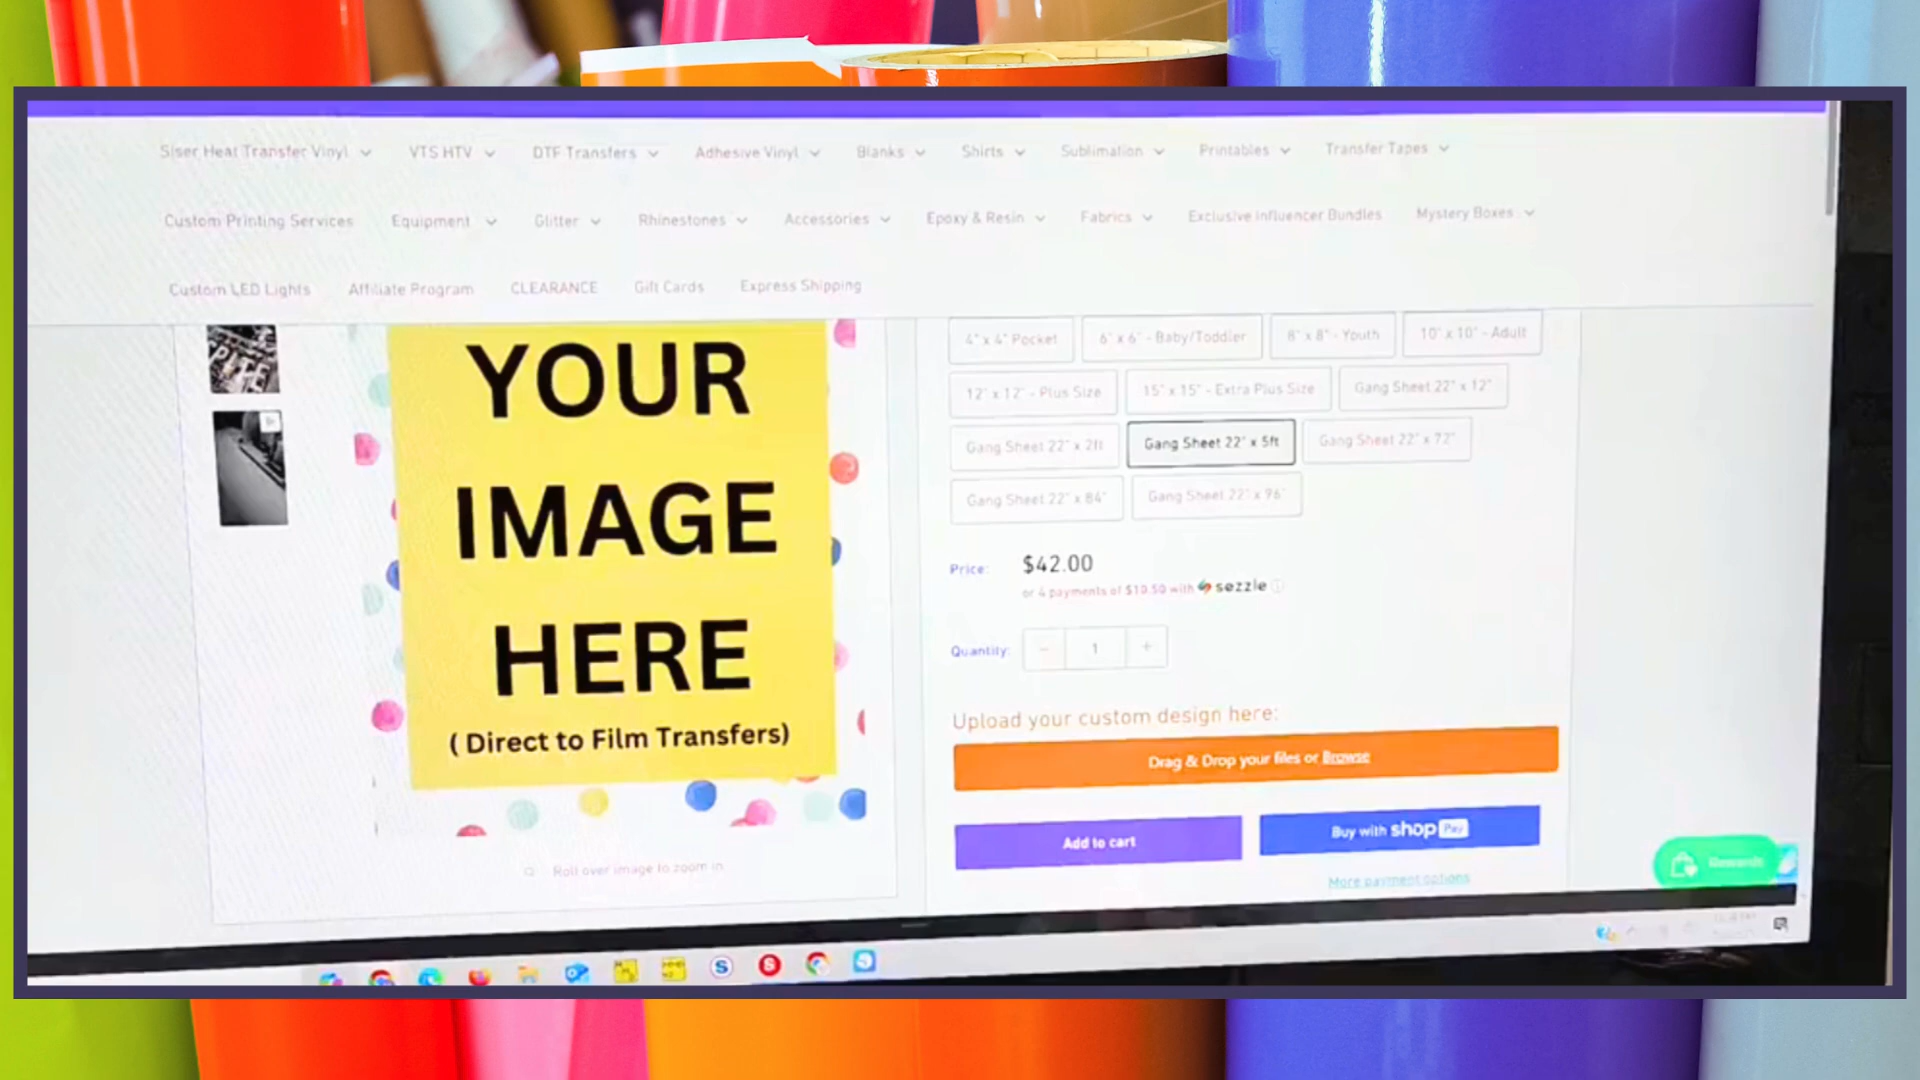 Siser Heat Transfer Vinyl VTS HTV DTF Transfers Adhesive Vinyl Blanks Shirts Sublimation Printables Transfer Tapes
Custom Printing Services Equipment Glitter Rhinestones Accessories Epoxy & Resin Fabrics Exclusive Influencer Bundles Mystery Boxes
Custom LED Lights Affiliate Program CLEARANCE Gift Cards Express Shipping
YOUR
IMAGE
HERE
( Direct to Film Transfers)
Roll over image to zoom in
4" x 4" Pocket 6" x 6" - Baby/Toddler 8" x 8" - Youth 10" x 10" - Adult
12" x 12" - Plus Size 15" x 15" - Extra Plus Size Gang Sheet 22" x 12"
Gang Sheet 22" x 2ft Gang Sheet 22" x 5ft Gang Sheet 22" x 72"
Gang Sheet 22" x 84" Gang Sheet 22" x 96"
Price: $42.00
or 4 payments of $10.50 with sezzle
Quantity: - 1 +
Upload your custom design here:
Drag & Drop your files or Browse
Add to cart Buy with shop Pay
More payment options
Rewards